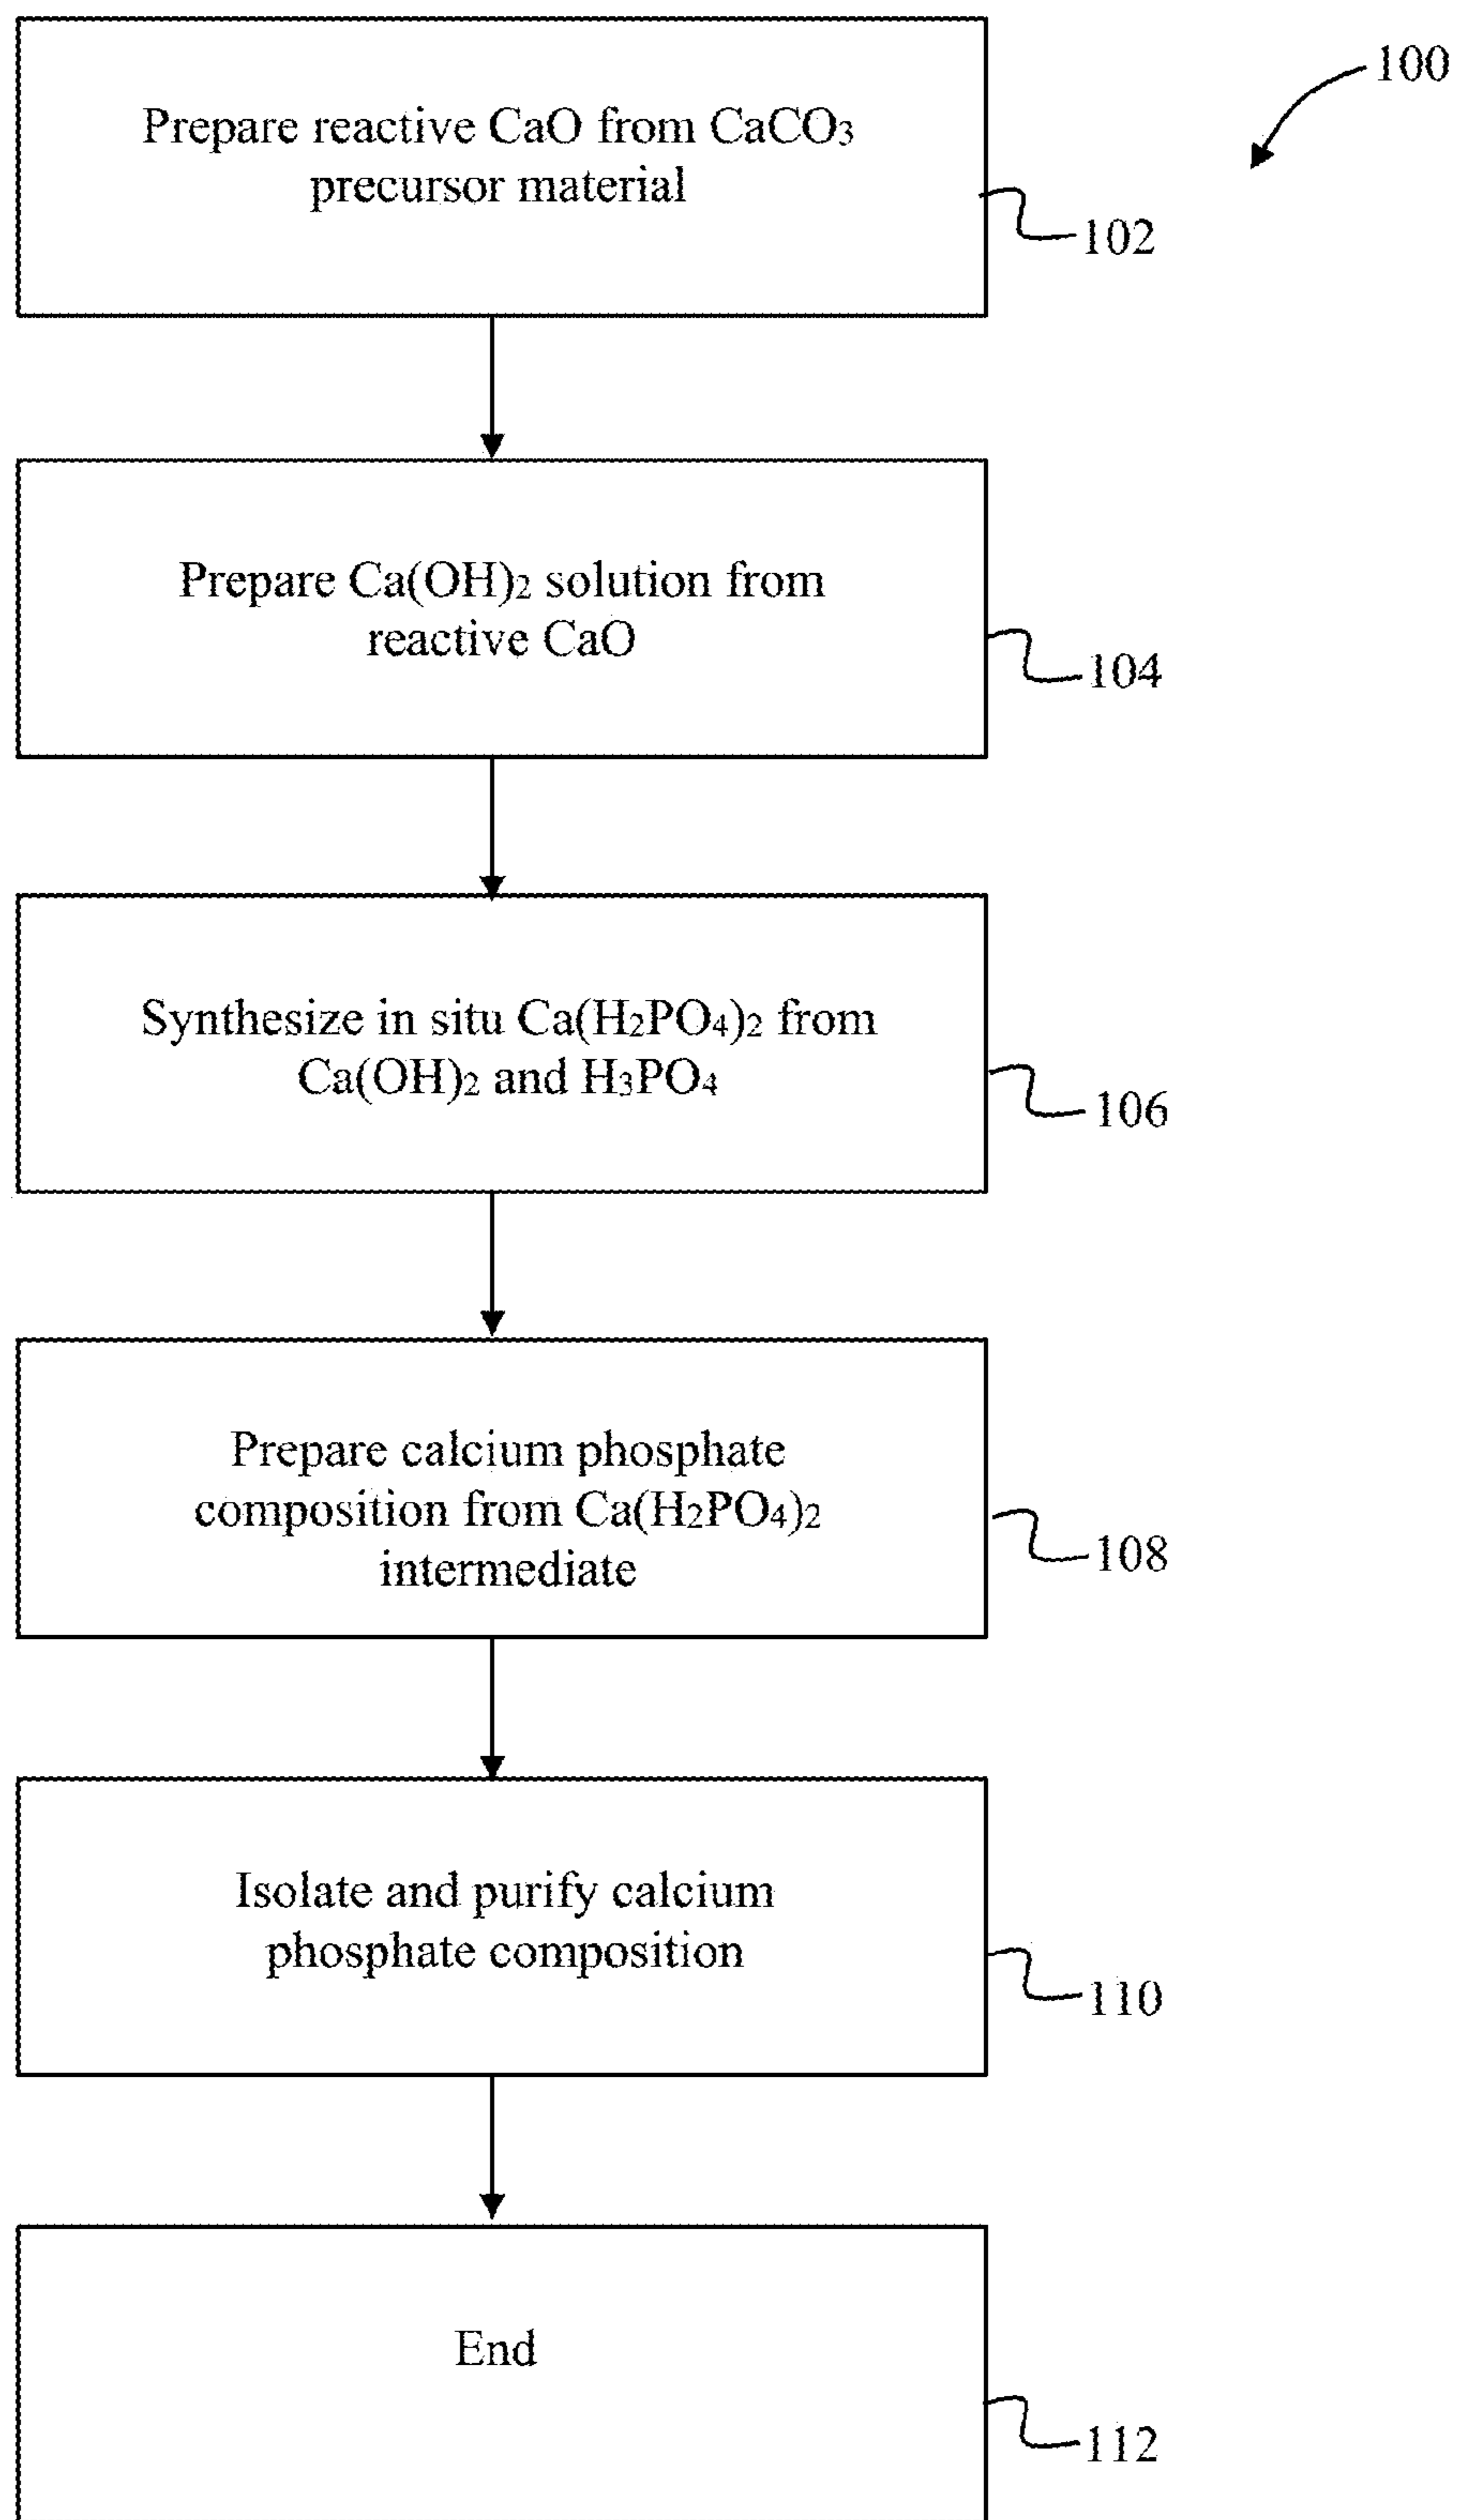 100
Prepare reactive CaO from CaCO₃
precursor material
102
Prepare Ca(OH)₂ solution from
reactive CaO
104
Synthesize in situ Ca(H₂PO₄)₂ from
Ca(OH)₂ and H₃PO₄
106
Prepare calcium phosphate
composition from Ca(H₂PO₄)₂
intermediate
108
Isolate and purify calcium
phosphate composition
110
End
112